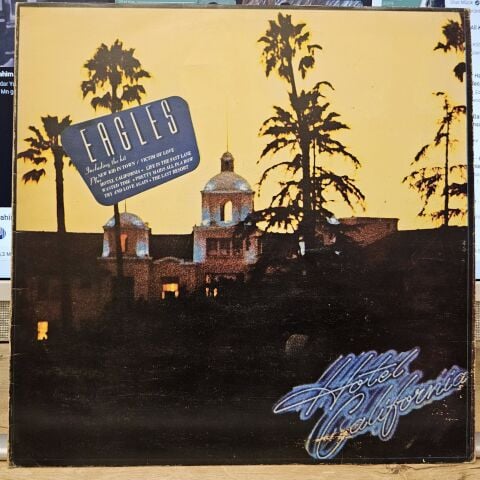 EAGLES
Including the hit
NEW KID IN TOWN / VICTIM OF LOVE
Plus
HOTEL CALIFORNIA • LIFE IN THE FAST LANE
WASTED TIME • PRETTY MAIDS ALL IN A ROW
TRY AND LOVE AGAIN • THE LAST RESORT
Hotel
California